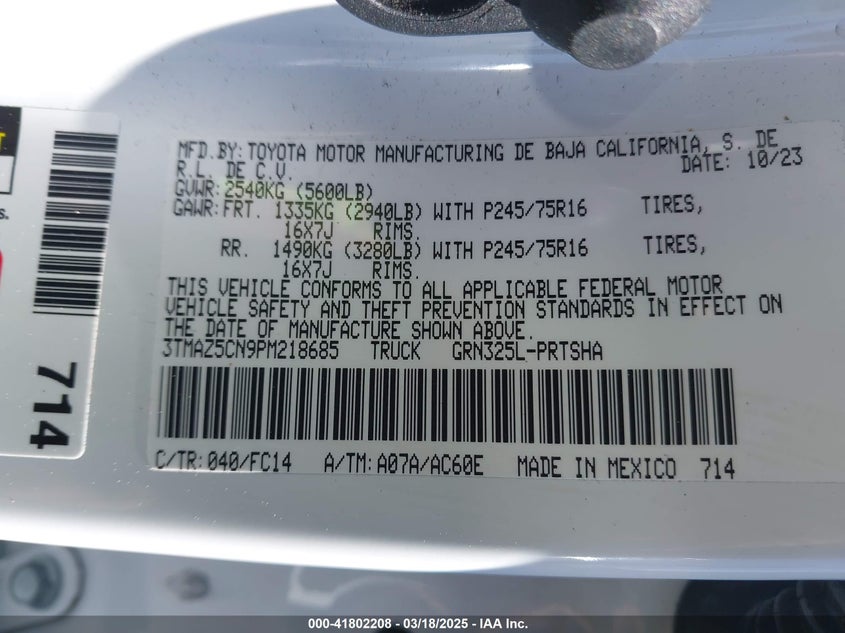 MFD.BY: TOYOTA MOTOR MANUFACTURING DE BAJA CALIFORNIA, S. DE
R.L. DE C.V. DATE: 10/23
GVWR: 2540KG (5600LB)
GAWR: FRT. 1335KG (2940LB) WITH P245/75R16 TIRES,
16X7J RIMS.
RR. 1490KG (3280LB) WITH P245/75R16 TIRES,
16X7J RIMS.
THIS VEHICLE CONFORMS TO ALL APPLICABLE FEDERAL MOTOR
VEHICLE SAFETY AND THEFT PREVENTION STANDARDS IN EFFECT ON
THE DATE OF MANUFACTURE SHOWN ABOVE.
3TMAZ5CN9PM218685 TRUCK GRN325L-PRTSHA
C/TR: 040/FC14 A/TM: A07A/AC60E MADE IN MEXICO 714
714
000-41802208 - 03/18/2025 - IAA Inc.